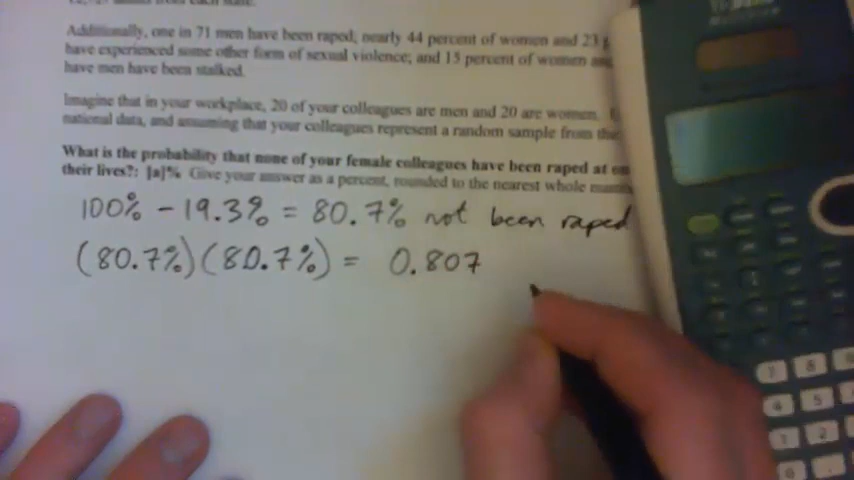 from each state.
Additionally, one in 71 men have been raped; nearly 44 percent of women and 23
have experienced some other form of sexual violence; and 15 percent of women
have men have been stalked.
Imagine that in your workplace, 20 of your colleagues are men and 20 are women.
national data, and assuming that your colleagues represent a random sample from
What is the probability that none of your female colleagues have been raped at
their lives?: [a]% Give your answer as a percent, rounded to the nearest whole
100% - 19.3% = 80.7% not been raped
(80.7%)(80.7%) = 0.807